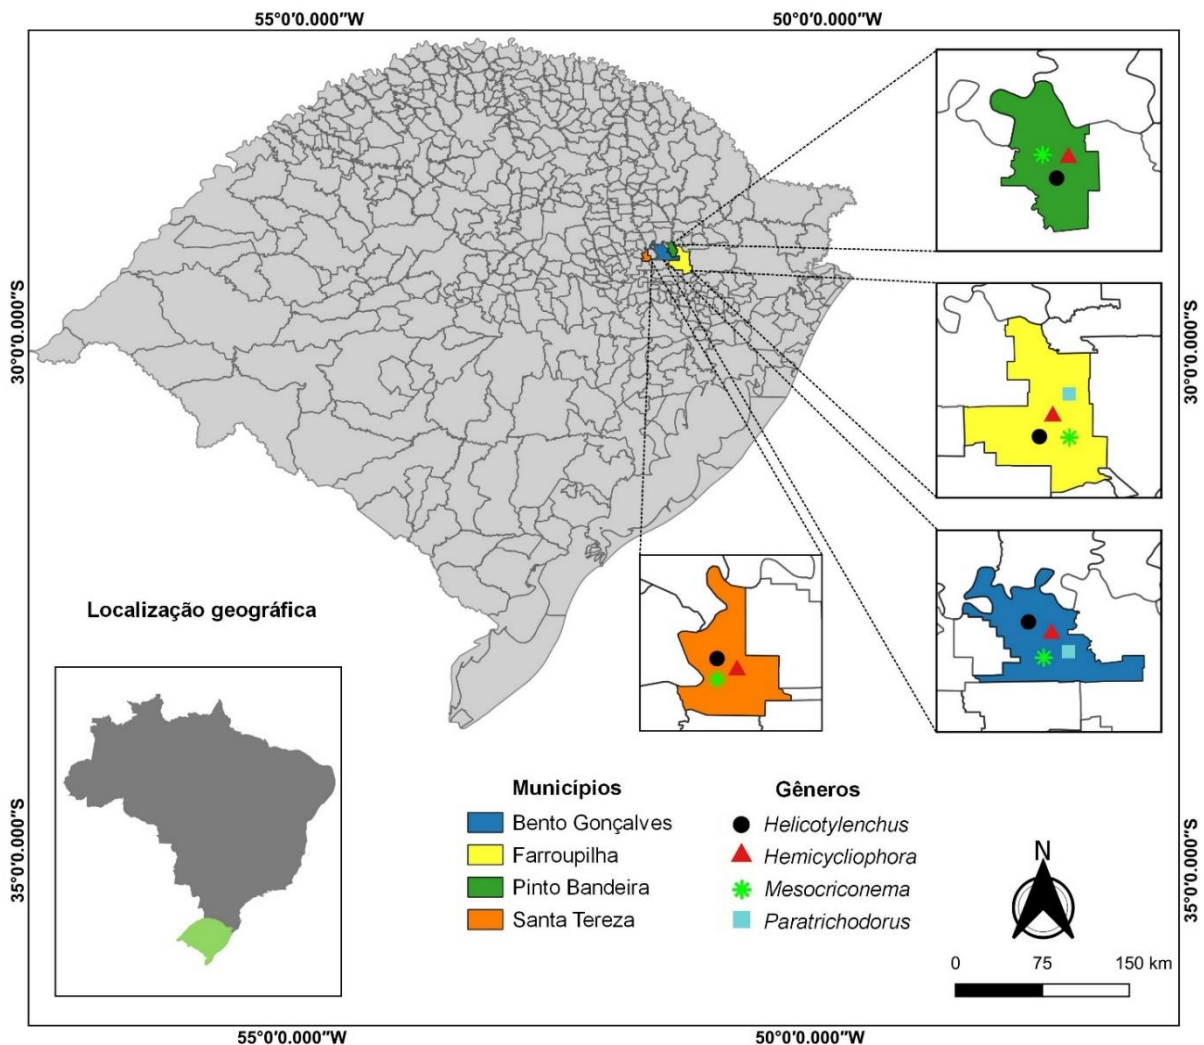 55°0'0.000"W
50°0'0.000"W
30°0'0.000"S
30°0'0.000"S
Localização geográfica
35°0'0.000"S
35°0'0.000"S
Municípios
Bento Gonçalves
Farroupilha
Pinto Bandeira
Santa Tereza
Gêneros
Helicotylenchus
Hemicycliophora
Mesocriconema
Paratrichodorus
N
0 75 150 km
55°0'0.000"W
50°0'0.000"W